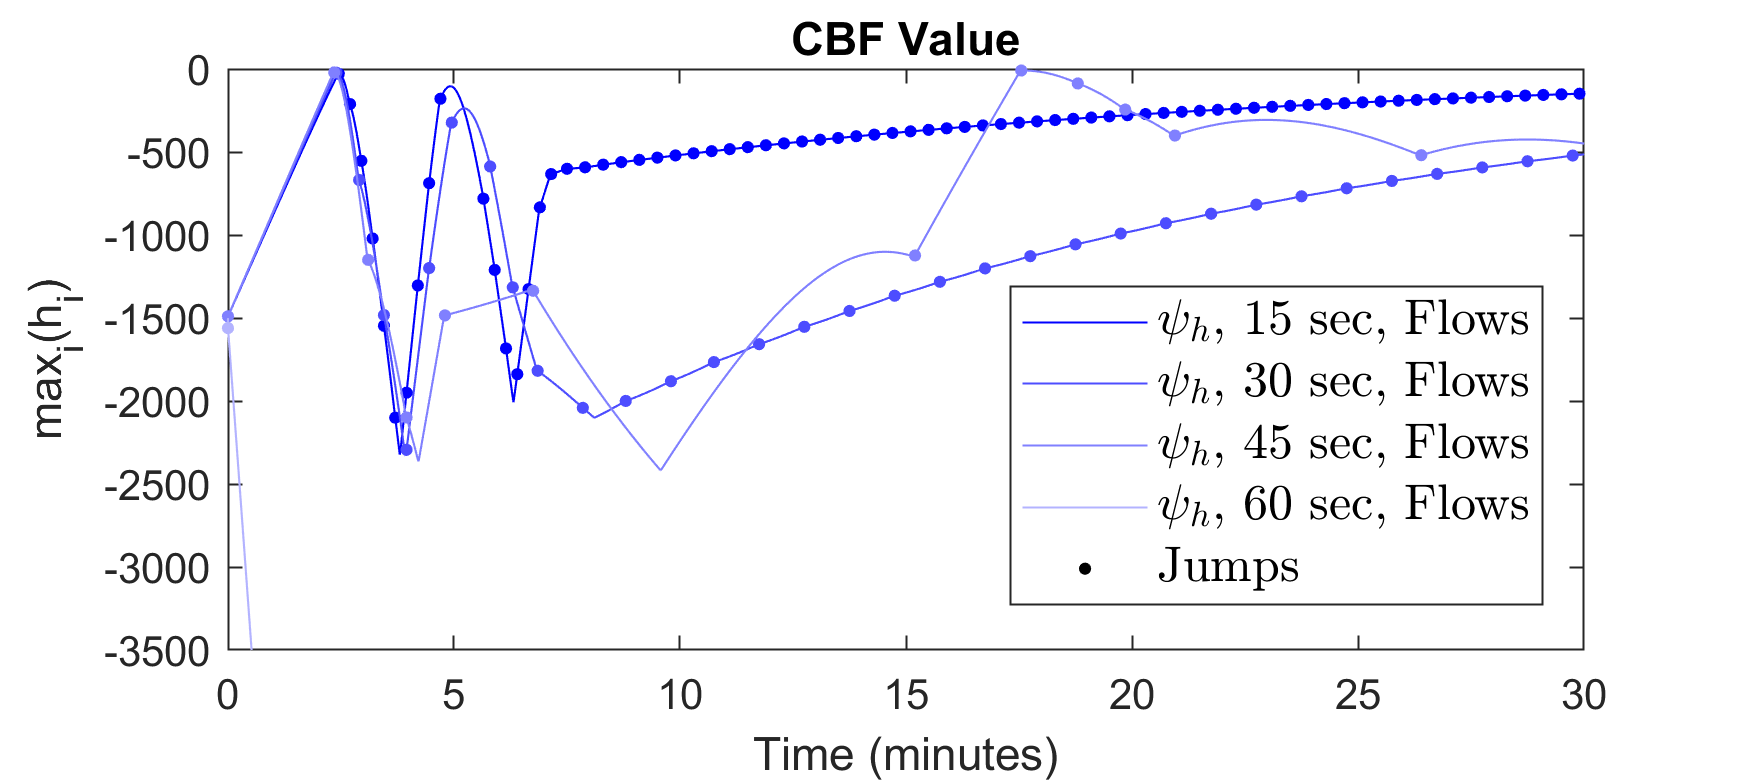 CBF Value
0
-500
-1000
-1500
-2000
-2500
-3000
-3500
max_i(h_i)
0 5 10 15 20 25 30
Time (minutes)
ψ_h, 15 sec, Flows
ψ_h, 30 sec, Flows
ψ_h, 45 sec, Flows
ψ_h, 60 sec, Flows
Jumps